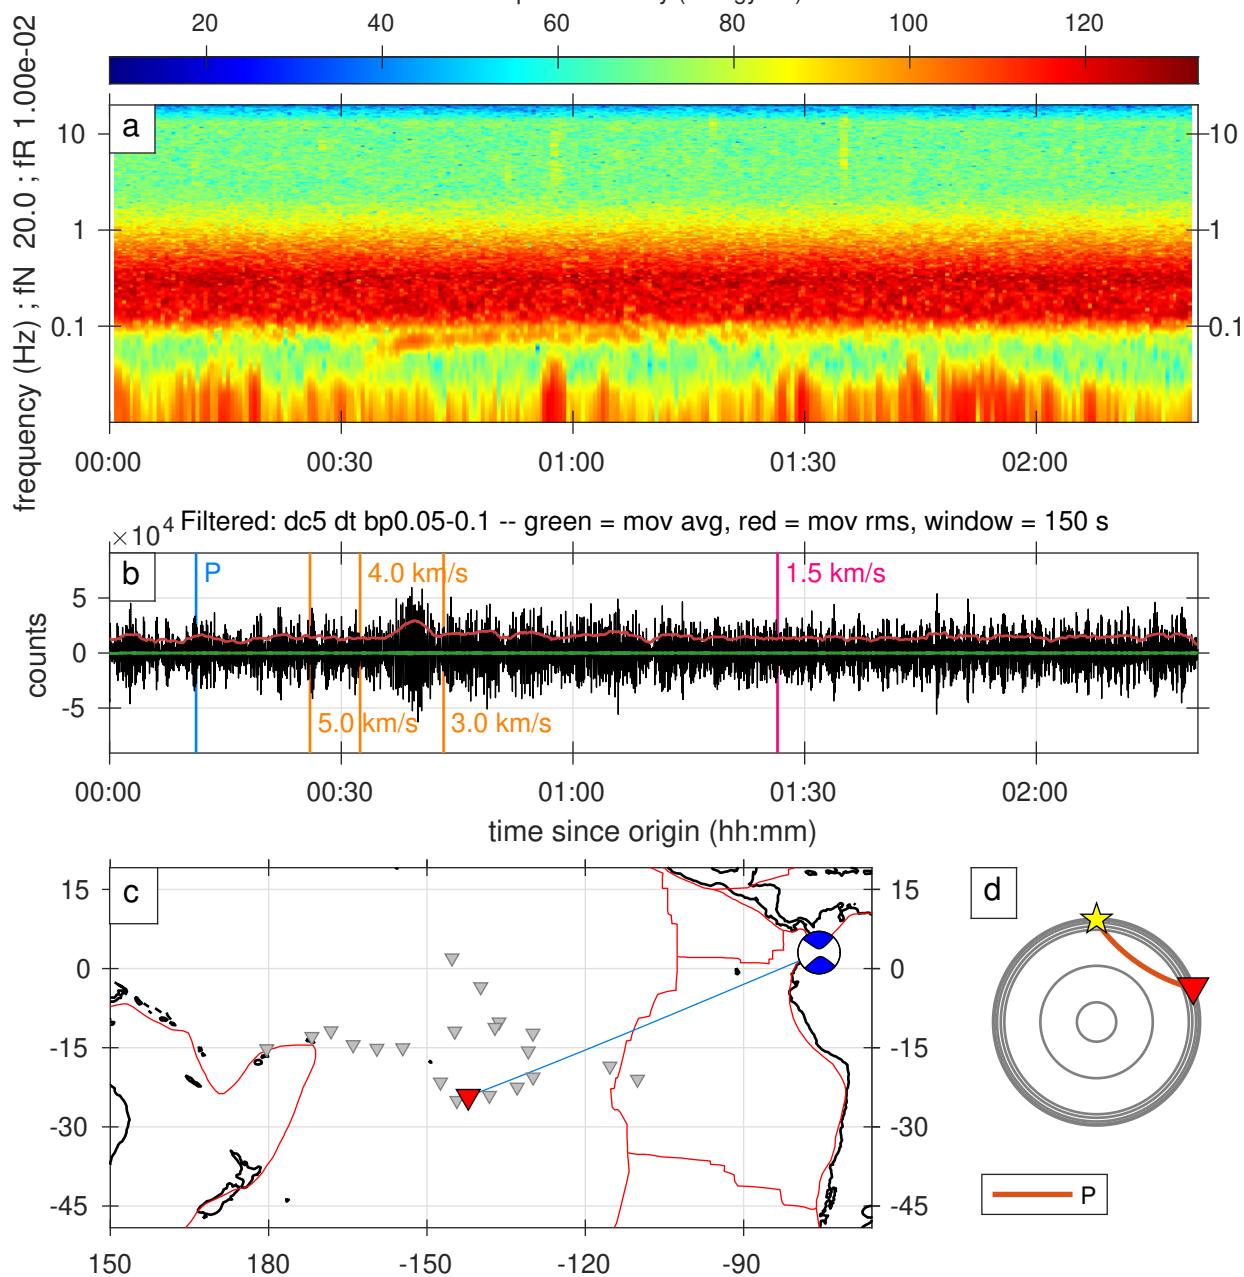 20 40 60 80 100 120
a
10 10
1 1
0.1 0.1
frequency (Hz) ; fN 20.0 ; fR 1.00e-02
00:00 00:30 01:00 01:30 02:00
×10⁴ Filtered: dc5 dt bp0.05-0.1 -- green = mov avg, red = mov rms, window = 150 s
b
P 4.0 km/s 1.5 km/s
5
0
-5
counts
5.0 km/s 3.0 km/s
00:00 00:30 01:00 01:30 02:00
time since origin (hh:mm)
c
d
15 15
0 0
-15 -15
-30 -30
-45 -45
150 180 -150 -120 -90
P